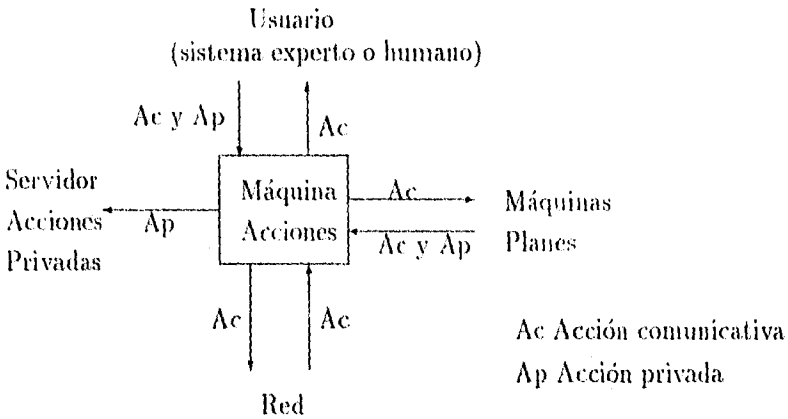 Usuario
(sistema experto o humano)
Ac y Ap
Ac
Servidor
Acciones
Privadas
Ap
Máquina
Acciones
Ac
Ac y Ap
Máquinas
Planes
Ac
Ac
Red
Ac Acción comunicativa
Ap Acción privada